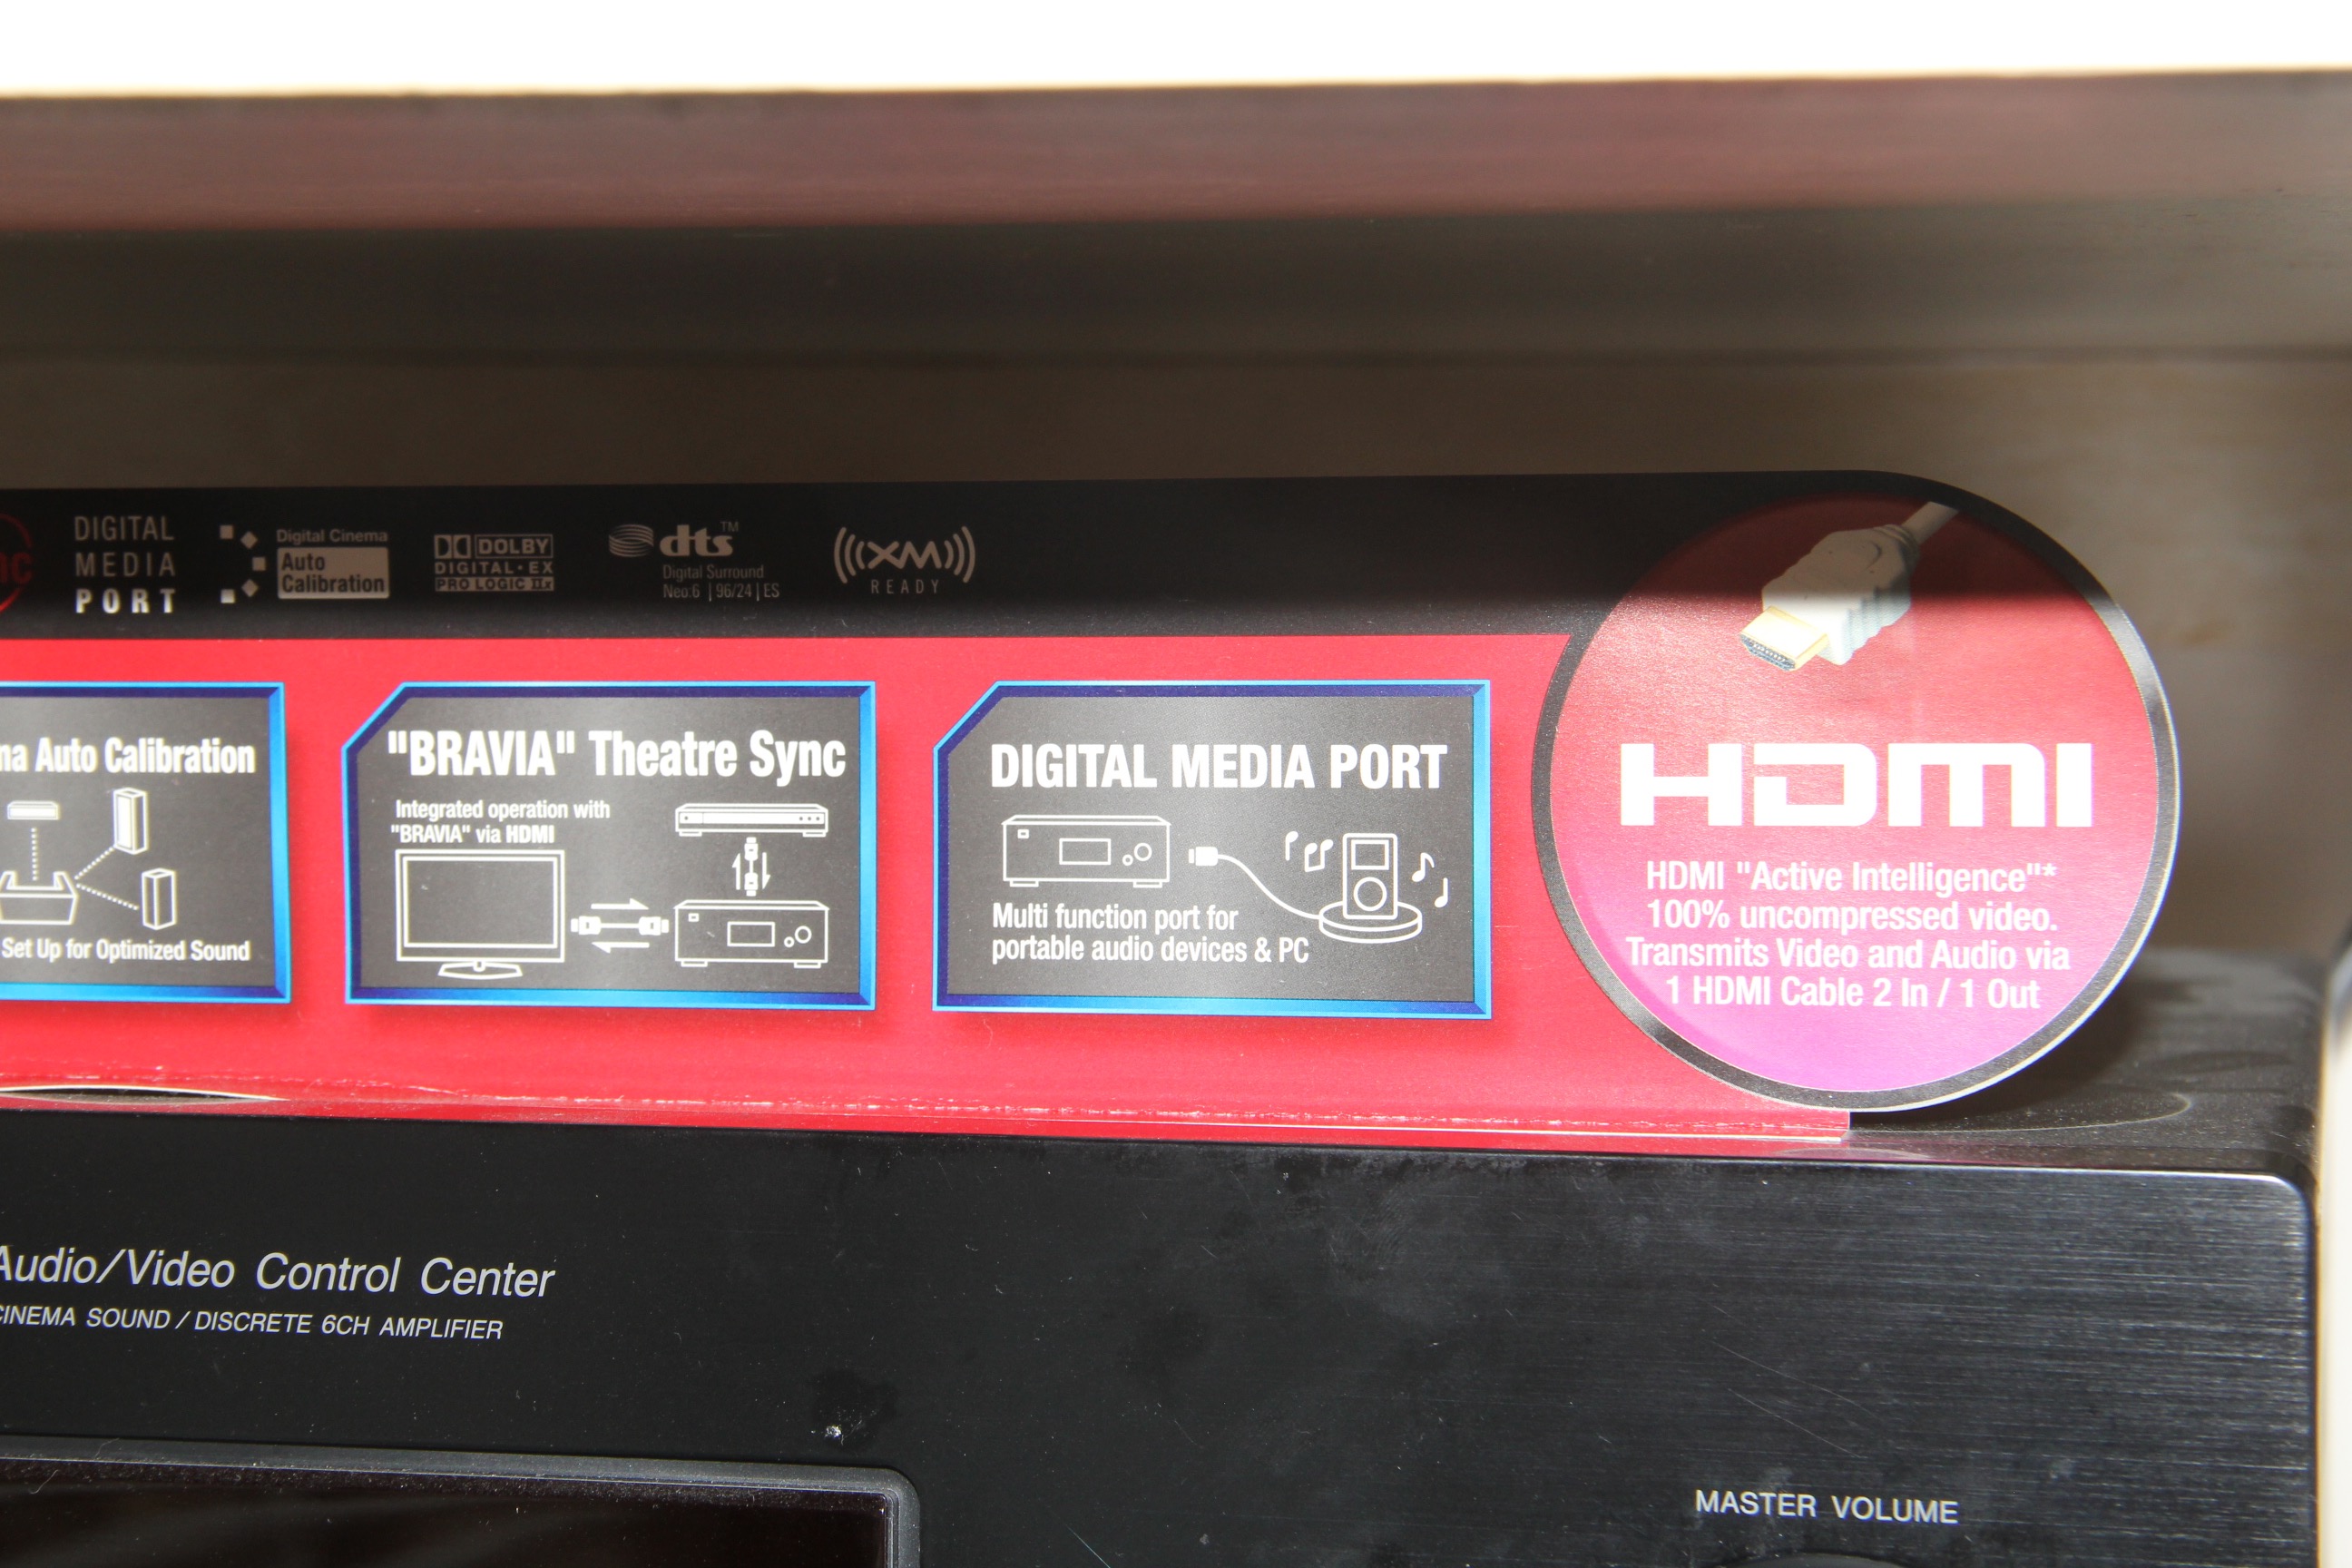 DIGITAL
MEDIA
PORT
Digital Cinema
Auto
Calibration
DOLBY
DIGITAL·EX
PRO LOGIC IIx
dts™
Digital Surround
Neo:6 | 96/24 | ES
XM
READY
Auto Calibration
Set Up for Optimized Sound
"BRAVIA" Theatre Sync
Integrated operation with
"BRAVIA" via HDMI
DIGITAL MEDIA PORT
Multi function port for
portable audio devices & PC
HDMI
HDMI "Active Intelligence"*
100% uncompressed video.
Transmits Video and Audio via
1 HDMI Cable 2 In / 1 Out
Audio/Video Control Center
CINEMA SOUND / DISCRETE 6CH AMPLIFIER
MASTER VOLUME